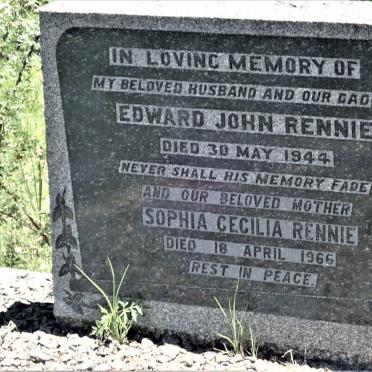 IN LOVING MEMORY OF
MY BELOVED HUSBAND AND OUR DAD
EDWARD JOHN RENNIE
DIED 30 MAY 1944
NEVER SHALL HIS MEMORY FADE
AND OUR BELOVED MOTHER
SOPHIA CECILIA RENNIE
DIED 18 APRIL 1966
REST IN PEACE.